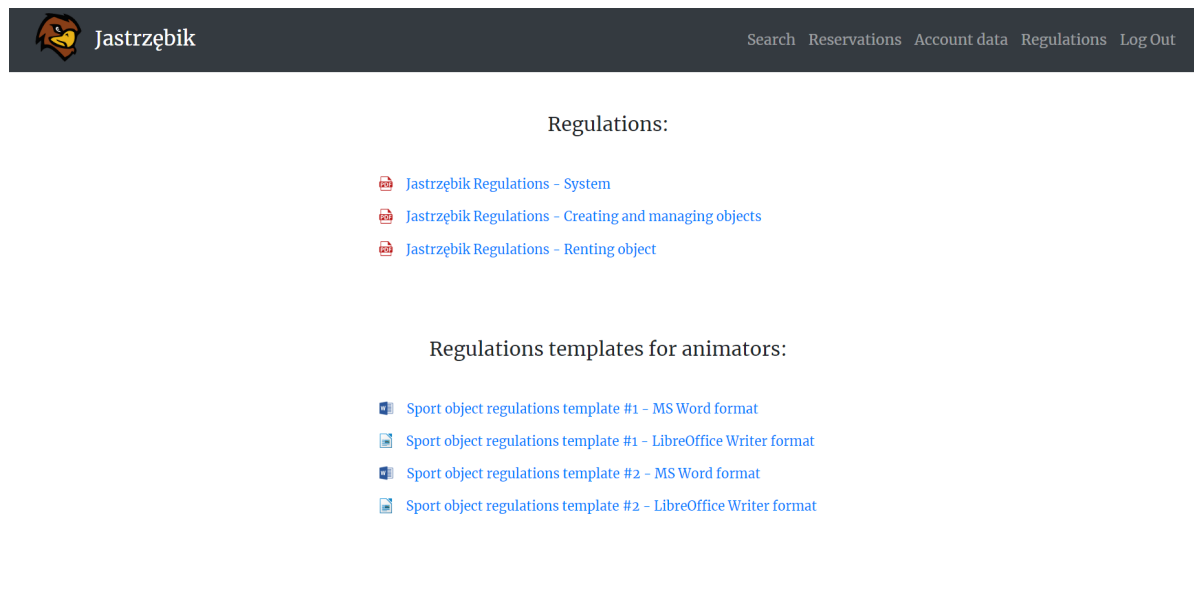 Jastrzębik
Search Reservations Account data Regulations Log Out
Regulations:
PDF Jastrzębik Regulations - System
PDF Jastrzębik Regulations - Creating and managing objects
PDF Jastrzębik Regulations - Renting object
Regulations templates for animators:
W Sport object regulations template #1 - MS Word format
Sport object regulations template #1 - LibreOffice Writer format
W Sport object regulations template #2 - MS Word format
Sport object regulations template #2 - LibreOffice Writer format